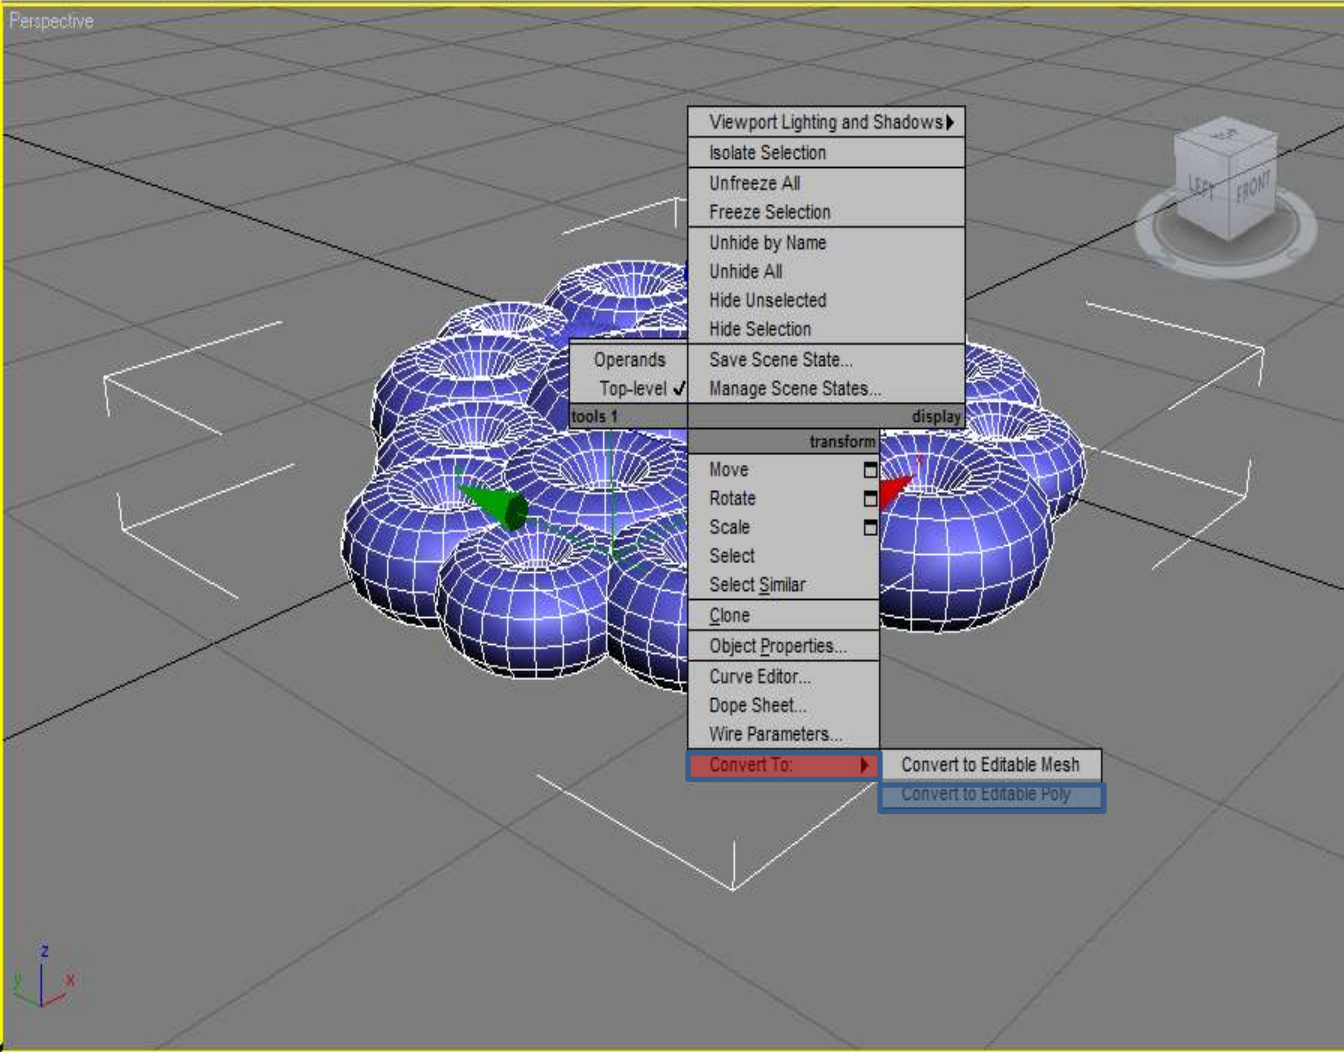 Perspective
Viewport Lighting and Shadows
Isolate Selection
Unfreeze All
Freeze Selection
Unhide by Name
Unhide All
Hide Unselected
Hide Selection
Save Scene State...
Manage Scene States...
Operands
Top-level
tools 1
display
transform
Move
Rotate
Scale
Select
Select Similar
Clone
Object Properties...
Curve Editor...
Dope Sheet...
Wire Parameters...
Convert To:
Convert to Editable Mesh
Convert to Editable Poly
TOP
LEFT
FRONT
z
y
x